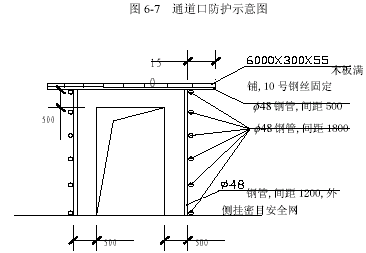 图 6-7 通道口防护示意图
15
0
6000X300X55
木板满
铺,10 号钢丝固定
ϕ48 钢管,间距 500
500
ϕ48 钢管,间距 1800
ϕ48
钢管,间距 1200,外
侧挂密目安全网
500
500